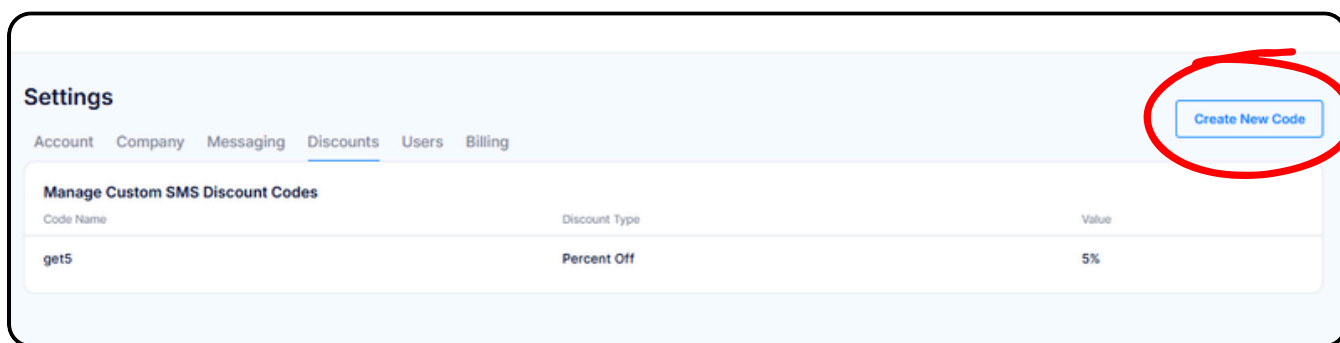 Settings
Create New Code
Account Company Messaging Discounts Users Billing
Manage Custom SMS Discount Codes
Code Name Discount Type Value
get5 Percent Off 5%